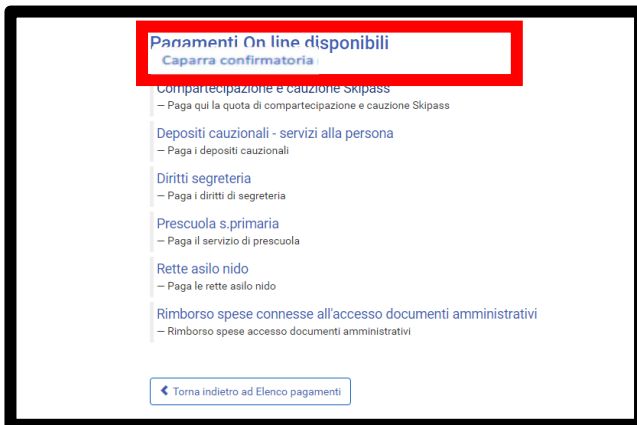 Pagamenti On line disponibili
Caparra confirmatoria
Compartecipazione e cauzione Skipass
– Paga qui la quota di compartecipazione e cauzione Skipass
Depositi cauzionali - servizi alla persona
– Paga i depositi cauzionali
Diritti segreteria
– Paga i diritti di segreteria
Prescuola s.primaria
– Paga il servizio di prescuola
Rette asilo nido
– Paga le rette asilo nido
Rimborso spese connesse all'accesso documenti amministrativi
– Rimborso spese accesso documenti amministrativi
Torna indietro ad Elenco pagamenti